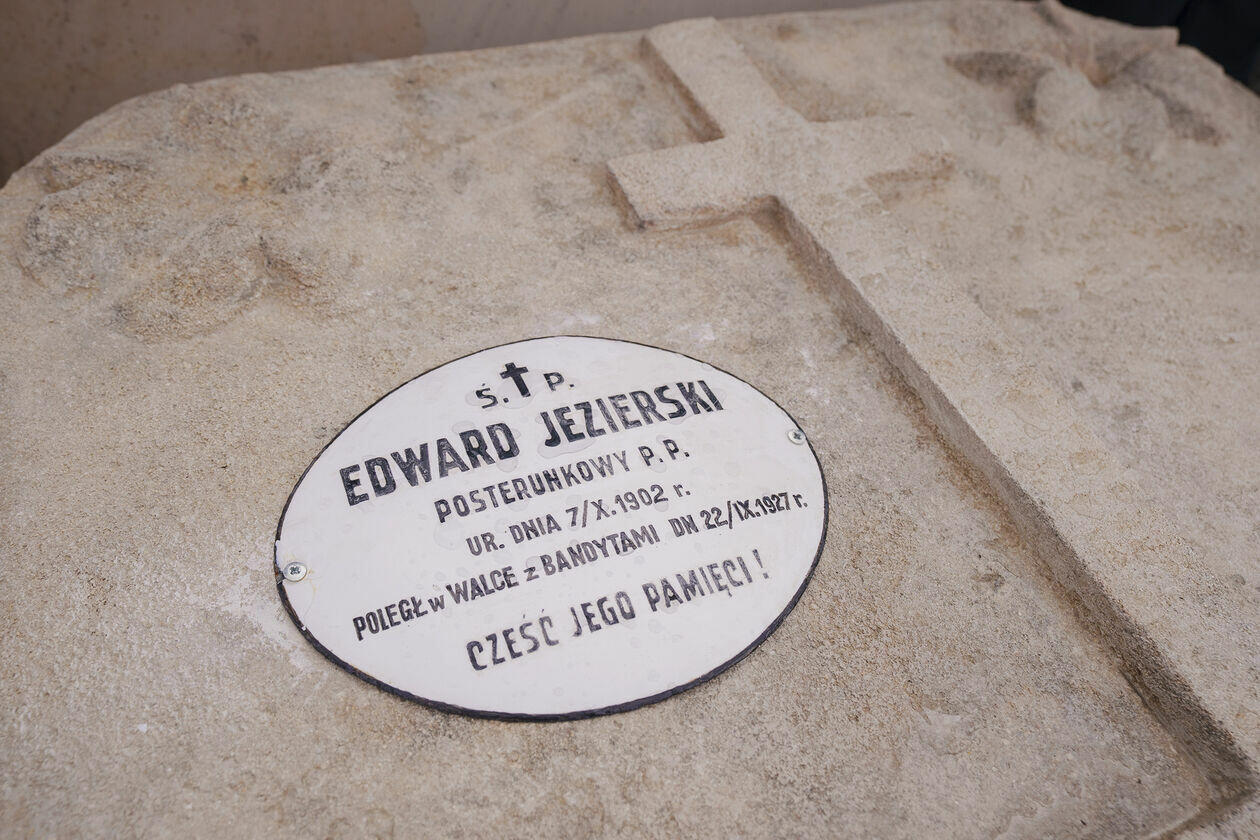 Ś. ✝ P.
EDWARD JEZIERSKI
POSTERUNKOWY P. P.
UR. DNIA 7/X.1902 r.
POLEGŁ w WALCE z BANDYTAMI DN 22/IX.1927 r.
CZEŚĆ JEGO PAMIĘCI!